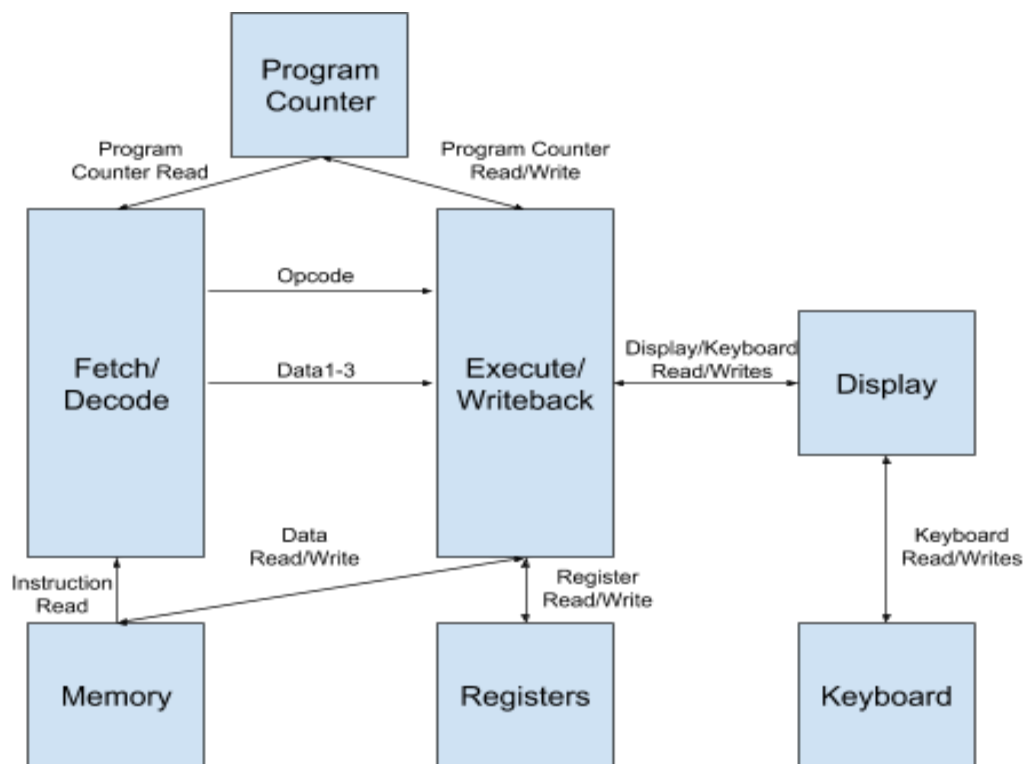 Program
Counter
Program
Counter Read
Program Counter
Read/Write
Opcode
Fetch/
Decode
Data1-3
Execute/
Writeback
Display/Keyboard
Read/Writes
Display
Data
Read/Write
Keyboard
Read/Writes
Instruction
Read
Register
Read/Write
Memory
Registers
Keyboard